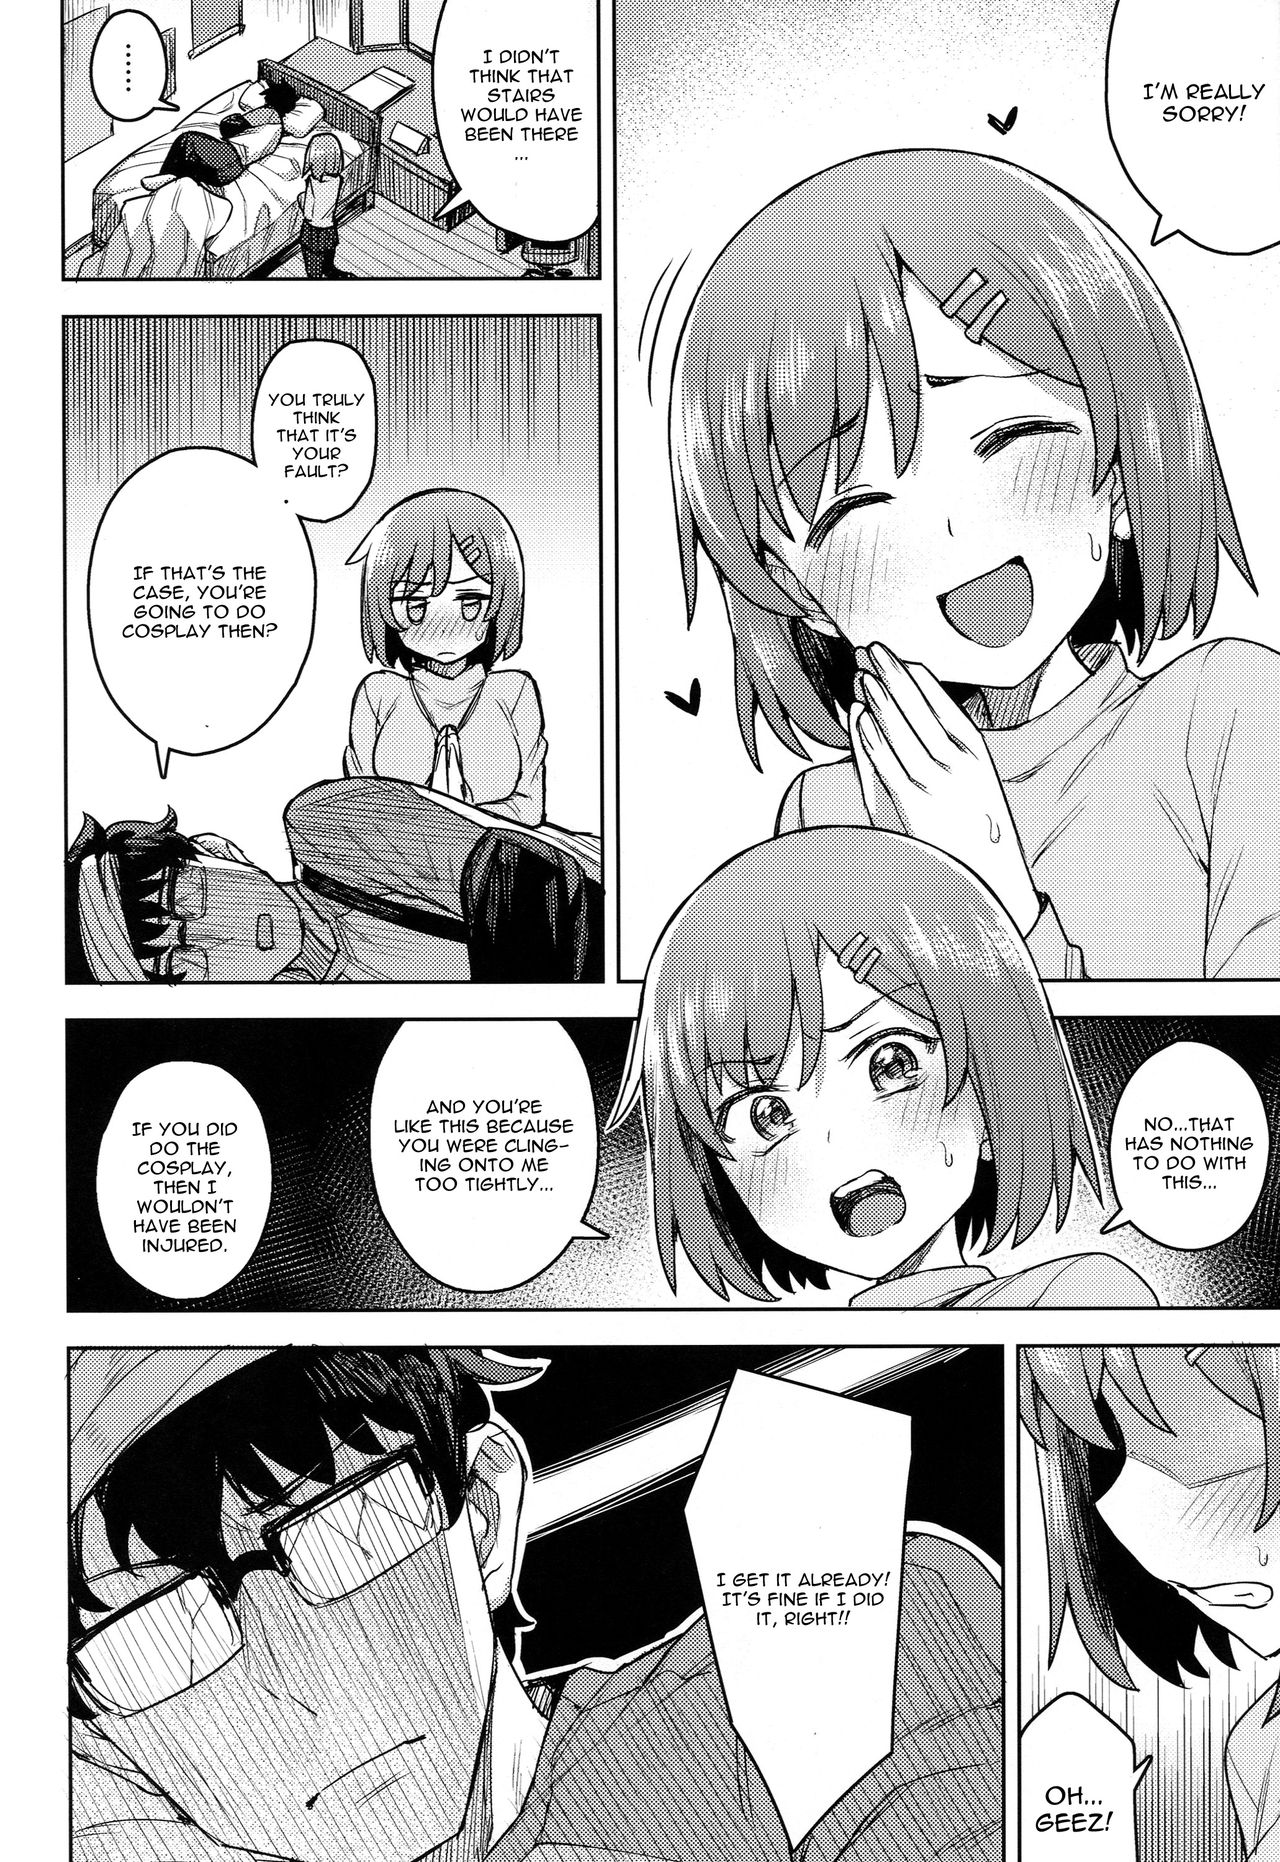 I'M REALLY
SORRY!
I DIDN'T
THINK THAT
STAIRS
WOULD HAVE
BEEN THERE
...
......
YOU TRULY
THINK
THAT IT'S
YOUR
FAULT?
IF THAT'S THE
CASE, YOU'RE
GOING TO DO
COSPLAY THEN?
NO...THAT
HAS NOTHING
TO DO WITH
THIS...
AND YOU'RE
LIKE THIS BECAUSE
YOU WERE CLING-
ING ONTO ME
TOO TIGHTLY...
IF YOU DID
DO THE
COSPLAY,
THEN I
WOULDN'T
HAVE BEEN
INJURED.
OH...
GEEZ!
I GET IT ALREADY!
IT'S FINE IF I DID
IT, RIGHT!!